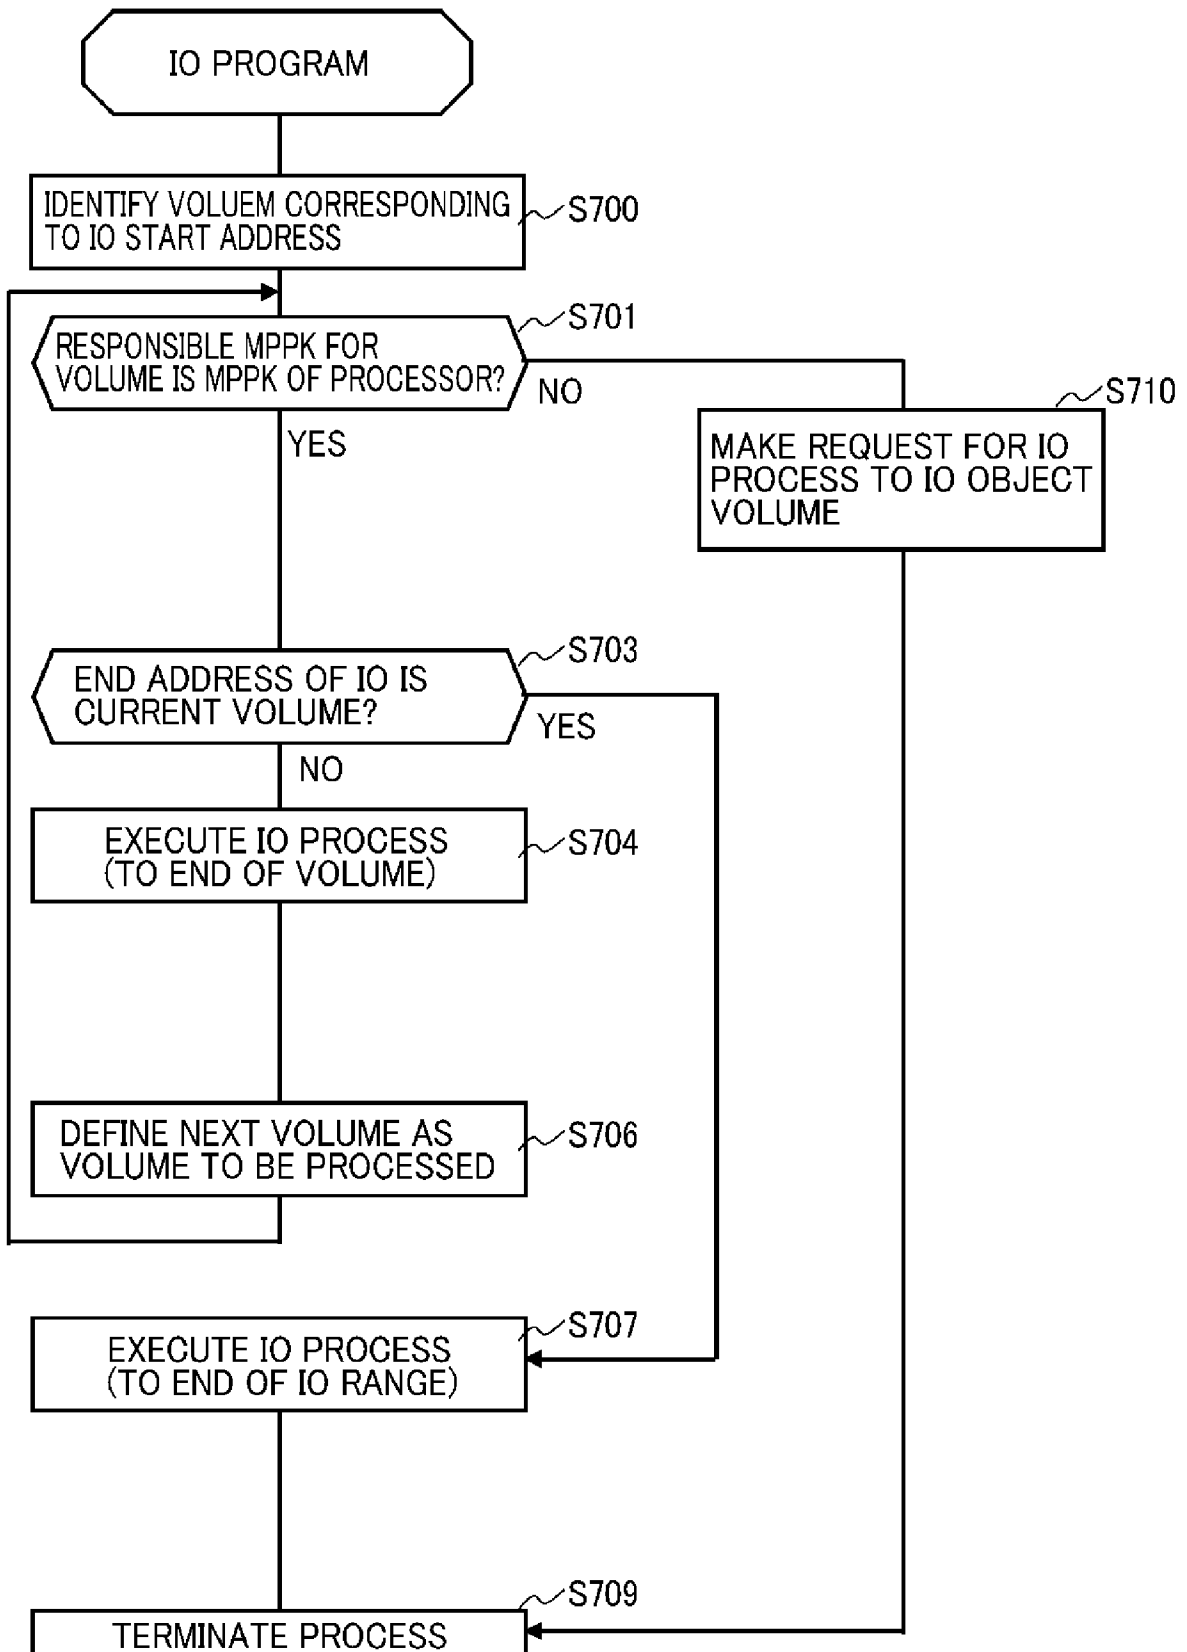 IO PROGRAM
IDENTIFY VOLUEM CORRESPONDING
TO IO START ADDRESS
S700
RESPONSIBLE MPPK FOR
VOLUME IS MPPK OF PROCESSOR?
S701
NO
YES
S710
MAKE REQUEST FOR IO
PROCESS TO IO OBJECT
VOLUME
END ADDRESS OF IO IS
CURRENT VOLUME?
S703
YES
NO
EXECUTE IO PROCESS
(TO END OF VOLUME)
S704
DEFINE NEXT VOLUME AS
VOLUME TO BE PROCESSED
S706
EXECUTE IO PROCESS
(TO END OF IO RANGE)
S707
S709
TERMINATE PROCESS